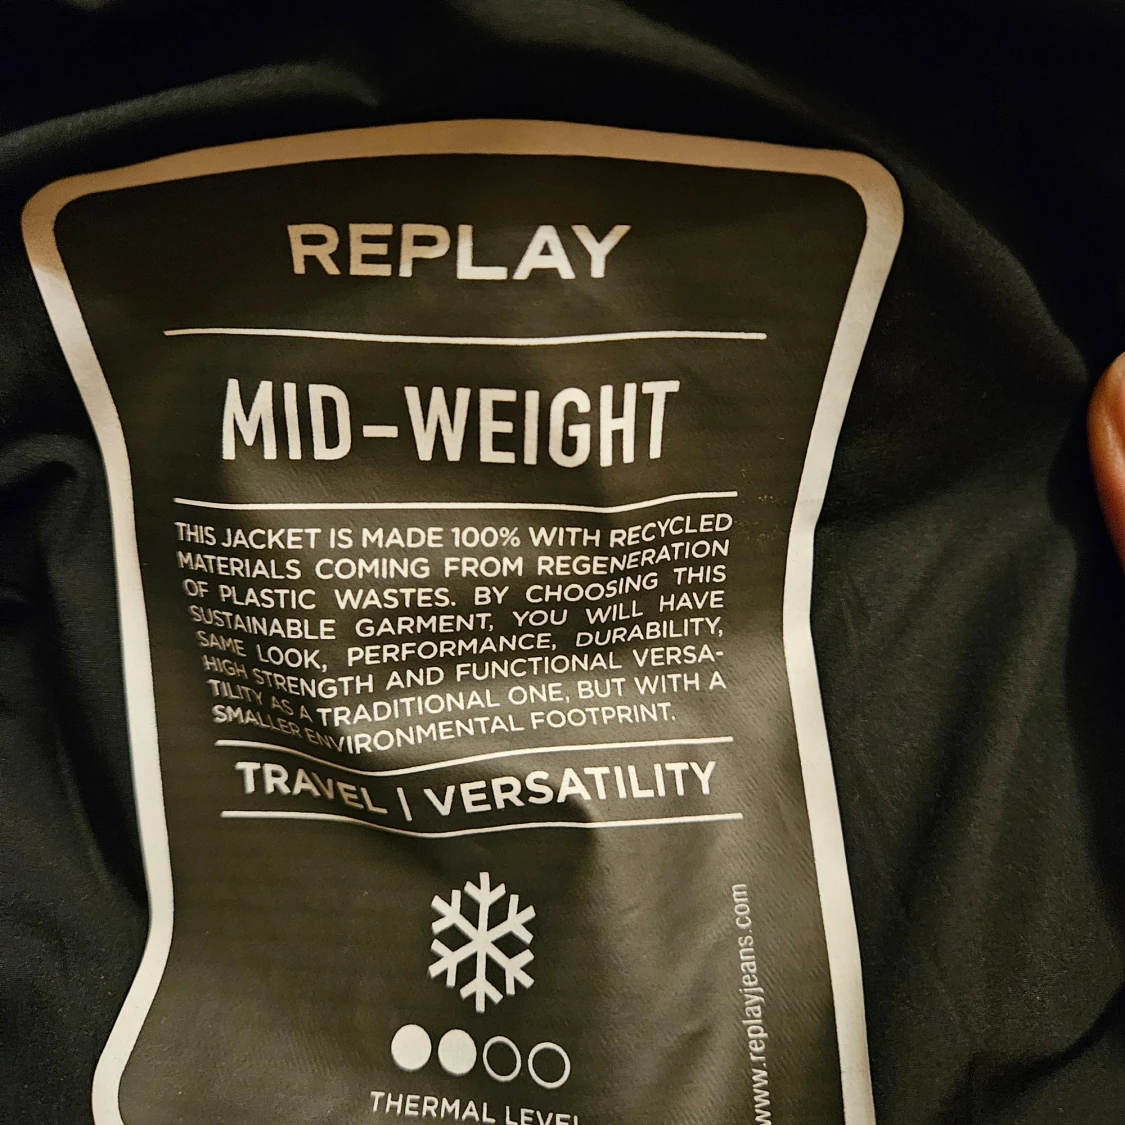 REPLAY
MID-WEIGHT
THIS JACKET IS MADE 100% WITH RECYCLED
MATERIALS COMING FROM REGENERATION
OF PLASTIC WASTES. BY CHOOSING THIS
SUSTAINABLE GARMENT, YOU WILL HAVE
SAME LOOK, PERFORMANCE, DURABILITY,
HIGH STRENGTH AND FUNCTIONAL VERSA-
TILITY AS A TRADITIONAL ONE, BUT WITH A
SMALLER ENVIRONMENTAL FOOTPRINT.
TRAVEL | VERSATILITY
THERMAL LEVEL
www.replayjeans.com